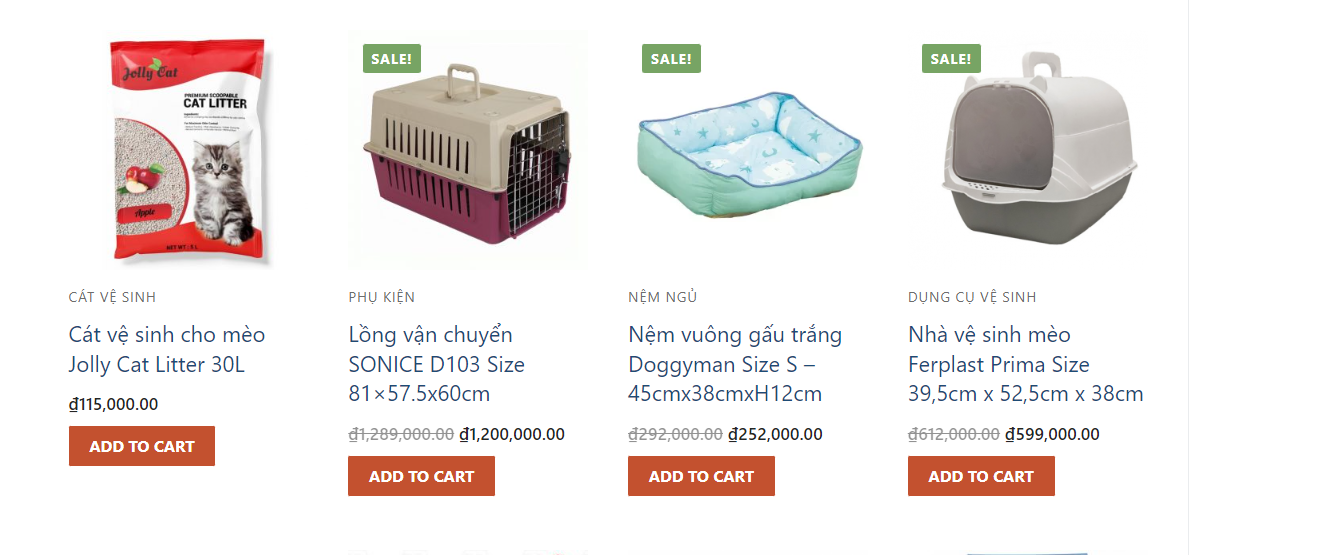 Jolly Cat
PREMIUM SCOOPABLE
CAT LITTER
Apple
NET WT : 5 L
CÁT VỆ SINH
Cát vệ sinh cho mèo
Jolly Cat Litter 30L
₫115,000.00
ADD TO CART
SALE!
PHỤ KIỆN
Lồng vận chuyển
SONICE D103 Size
81×57.5x60cm
₫1,289,000.00 ₫1,200,000.00
ADD TO CART
SALE!
NỆM NGỦ
Nệm vuông gấu trắng
Doggyman Size S –
45cmx38cmxH12cm
₫292,000.00 ₫252,000.00
ADD TO CART
SALE!
DỤNG CỤ VỆ SINH
Nhà vệ sinh mèo
Ferplast Prima Size
39,5cm x 52,5cm x 38cm
₫612,000.00 ₫599,000.00
ADD TO CART